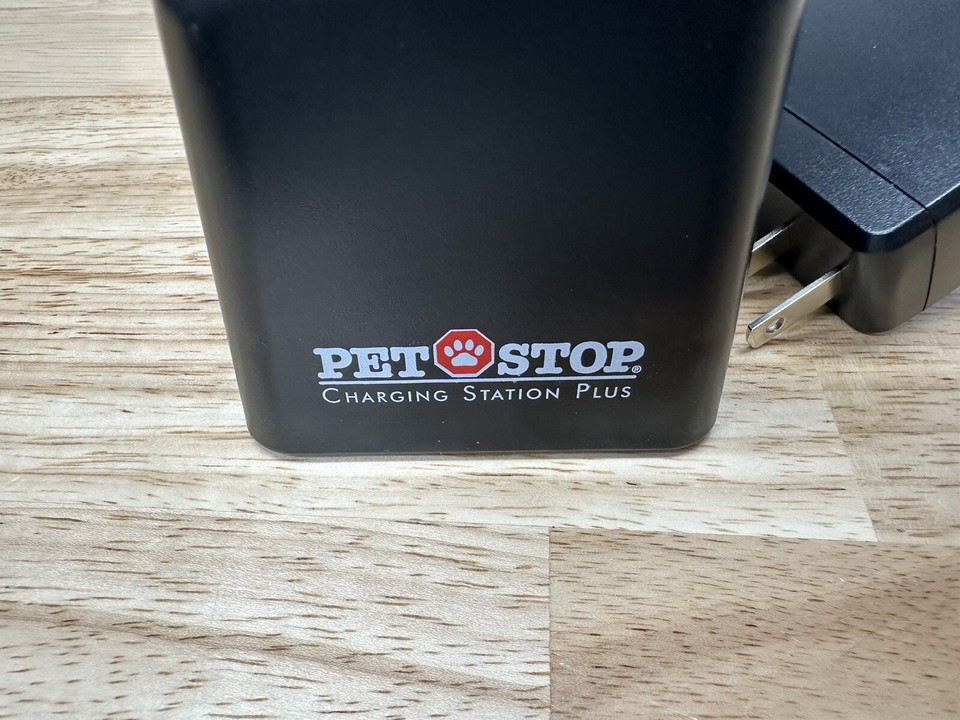 PET STOP®
CHARGING STATION PLUS